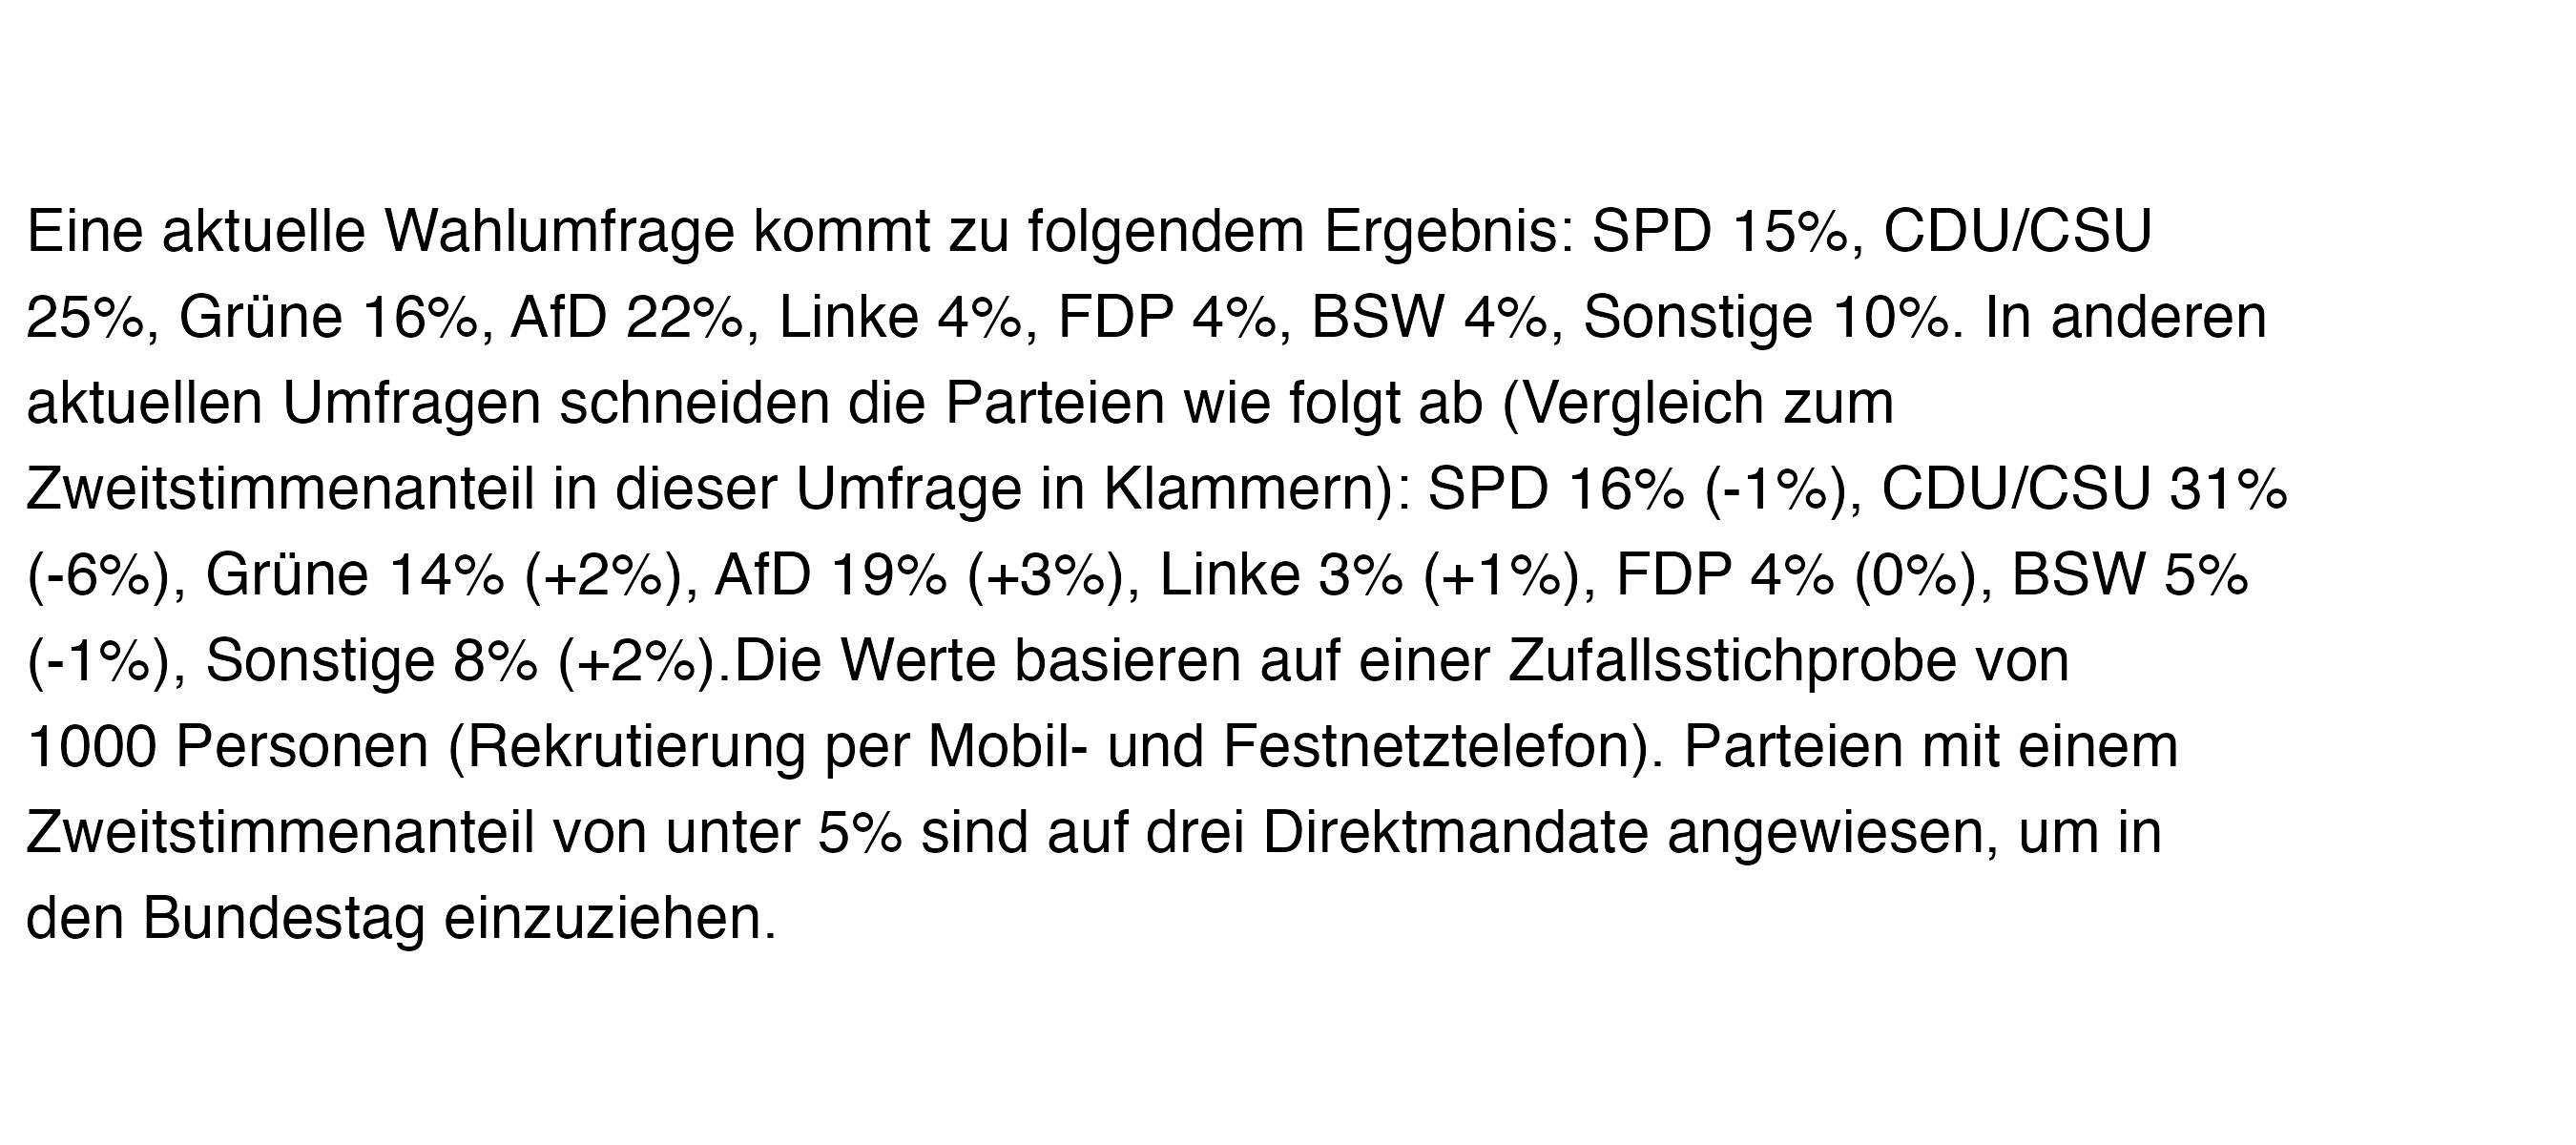 Eine aktuelle Wahlumfrage kommt zu folgendem Ergebnis: SPD 15%, CDU/CSU
25%, Grüne 16%, AfD 22%, Linke 4%, FDP 4%, BSW 4%, Sonstige 10%. In anderen
aktuellen Umfragen schneiden die Parteien wie folgt ab (Vergleich zum
Zweitstimmenanteil in dieser Umfrage in Klammern): SPD 16% (-1%), CDU/CSU 31%
(-6%), Grüne 14% (+2%), AfD 19% (+3%), Linke 3% (+1%), FDP 4% (0%), BSW 5%
(-1%), Sonstige 8% (+2%).Die Werte basieren auf einer Zufallsstichprobe von
1000 Personen (Rekrutierung per Mobil- und Festnetztelefon). Parteien mit einem
Zweitstimmenanteil von unter 5% sind auf drei Direktmandate angewiesen, um in
den Bundestag einzuziehen.